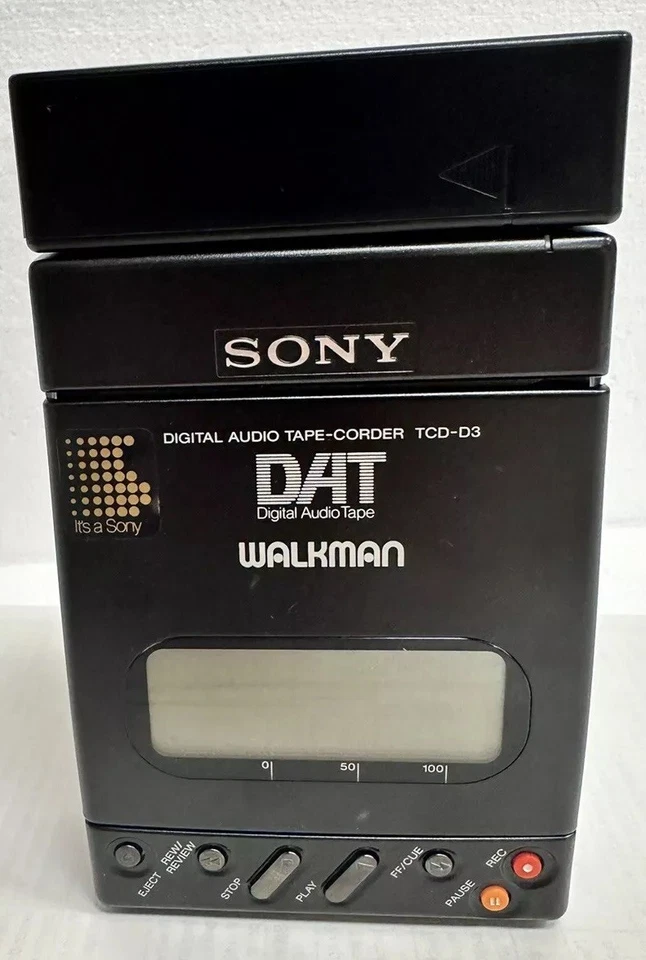 SONY
DIGITAL AUDIO TAPE-CORDER TCD-D3
DAT
Digital Audio Tape
It's a Sony
WALKMAN
0 50 100
EJECT
REW/
REVIEW
STOP
PLAY
FF/CUE
PAUSE
REC